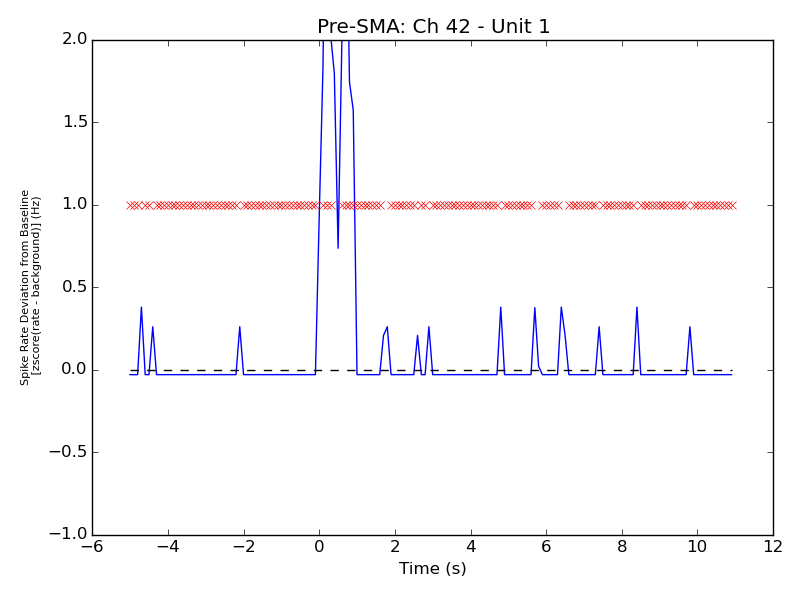 Pre-SMA: Ch 42 - Unit 1
2.0
1.5
1.0
0.5
0.0
−0.5
−1.0
Spike Rate Deviation from Baseline
[zscore(rate - background)] (Hz)
−6 −4 −2 0 2 4 6 8 10 12
Time (s)